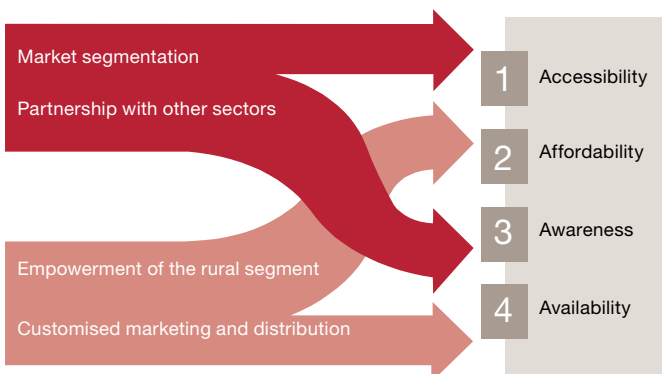 Market segmentation
Partnership with other sectors
Empowerment of the rural segment
Customised marketing and distribution
1 Accessibility
2 Affordability
3 Awareness
4 Availability